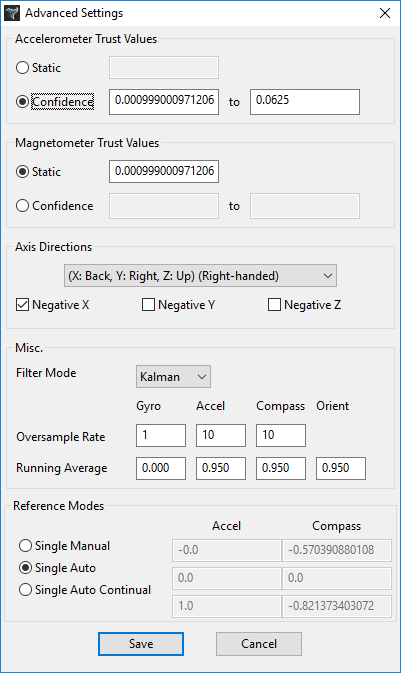 Advanced Settings
Accelerometer Trust Values
Static
Confidence 0.000999000971206 to 0.0625
Magnetometer Trust Values
Static 0.000999000971206
Confidence to
Axis Directions
(X: Back, Y: Right, Z: Up) (Right-handed)
Negative X Negative Y Negative Z
Misc.
Filter Mode Kalman
Gyro Accel Compass Orient
Oversample Rate 1 10 10
Running Average 0.000 0.950 0.950 0.950
Reference Modes
Accel Compass
Single Manual -0.0 -0.570390880108
Single Auto 0.0 0.0
Single Auto Continual 1.0 -0.821373403072
Save Cancel